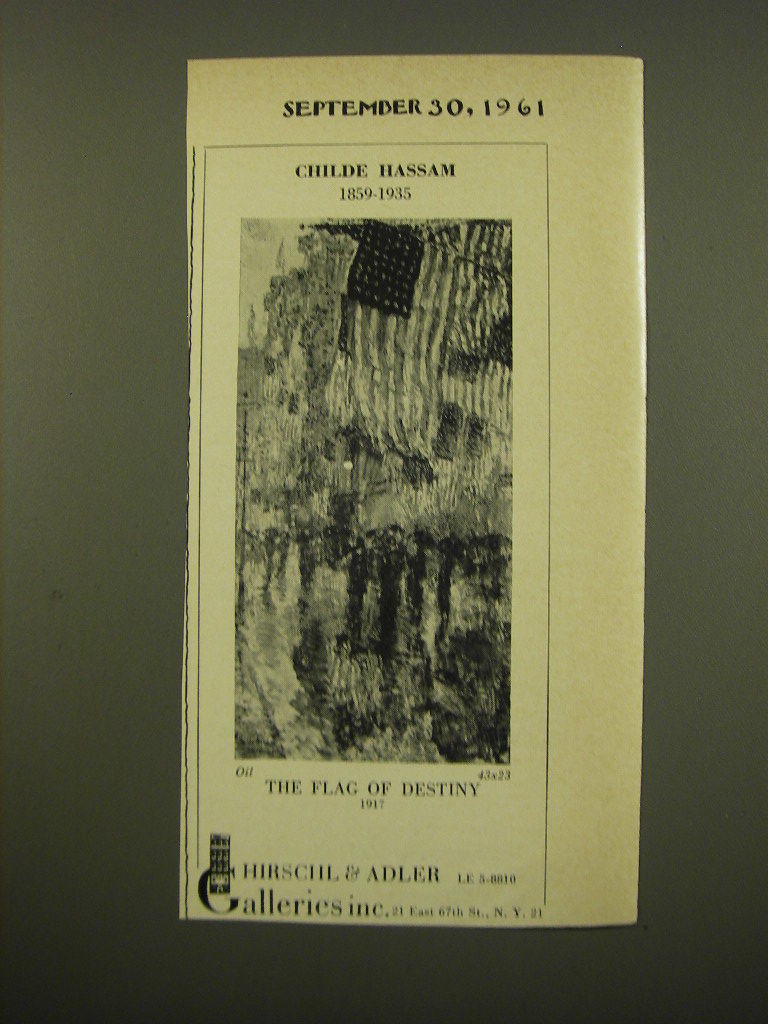 SEPTEMBER 30, 1961
CHILDE HASSAM
1859-1935
Oil 43x23
THE FLAG OF DESTINY
1917
HIRSCHL & ADLER LE 5-8810
Galleries inc. 21 East 67th St., N. Y. 21